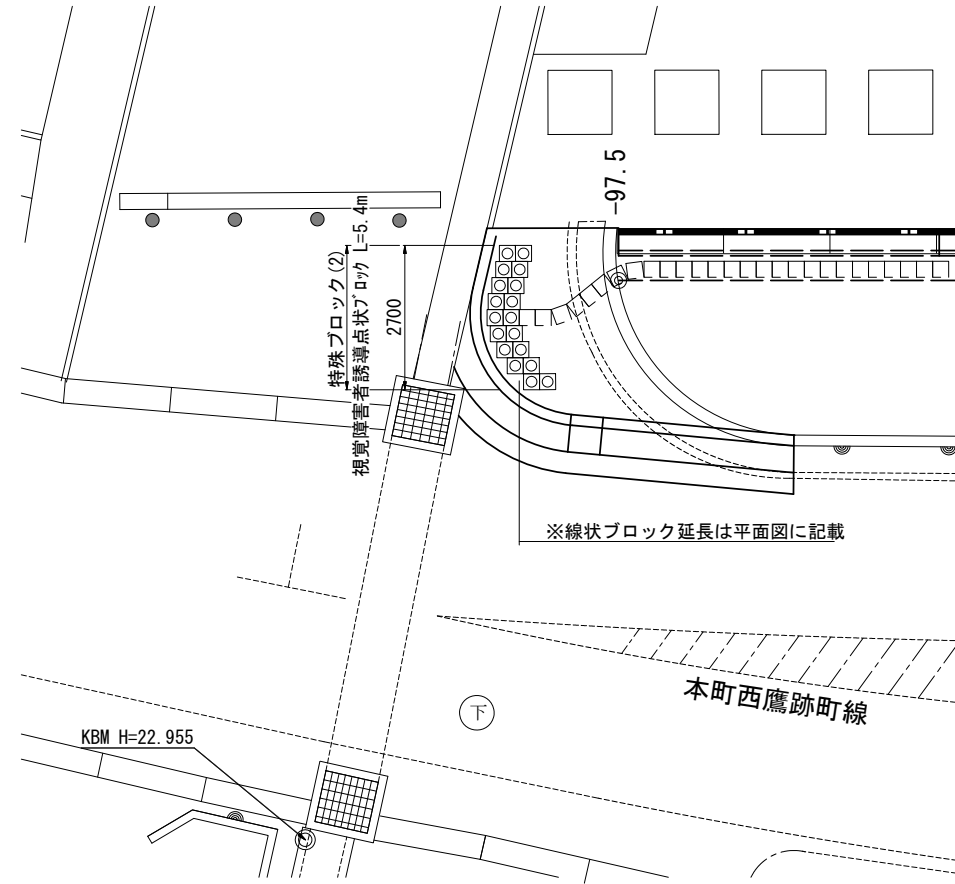 -97.5
特殊ブロック(2)
視覚障害者誘導点状ブロック L=5.4m
2700
※線状ブロック延長は平面図に記載
本町西鷹跡町線
下
KBM H=22.955